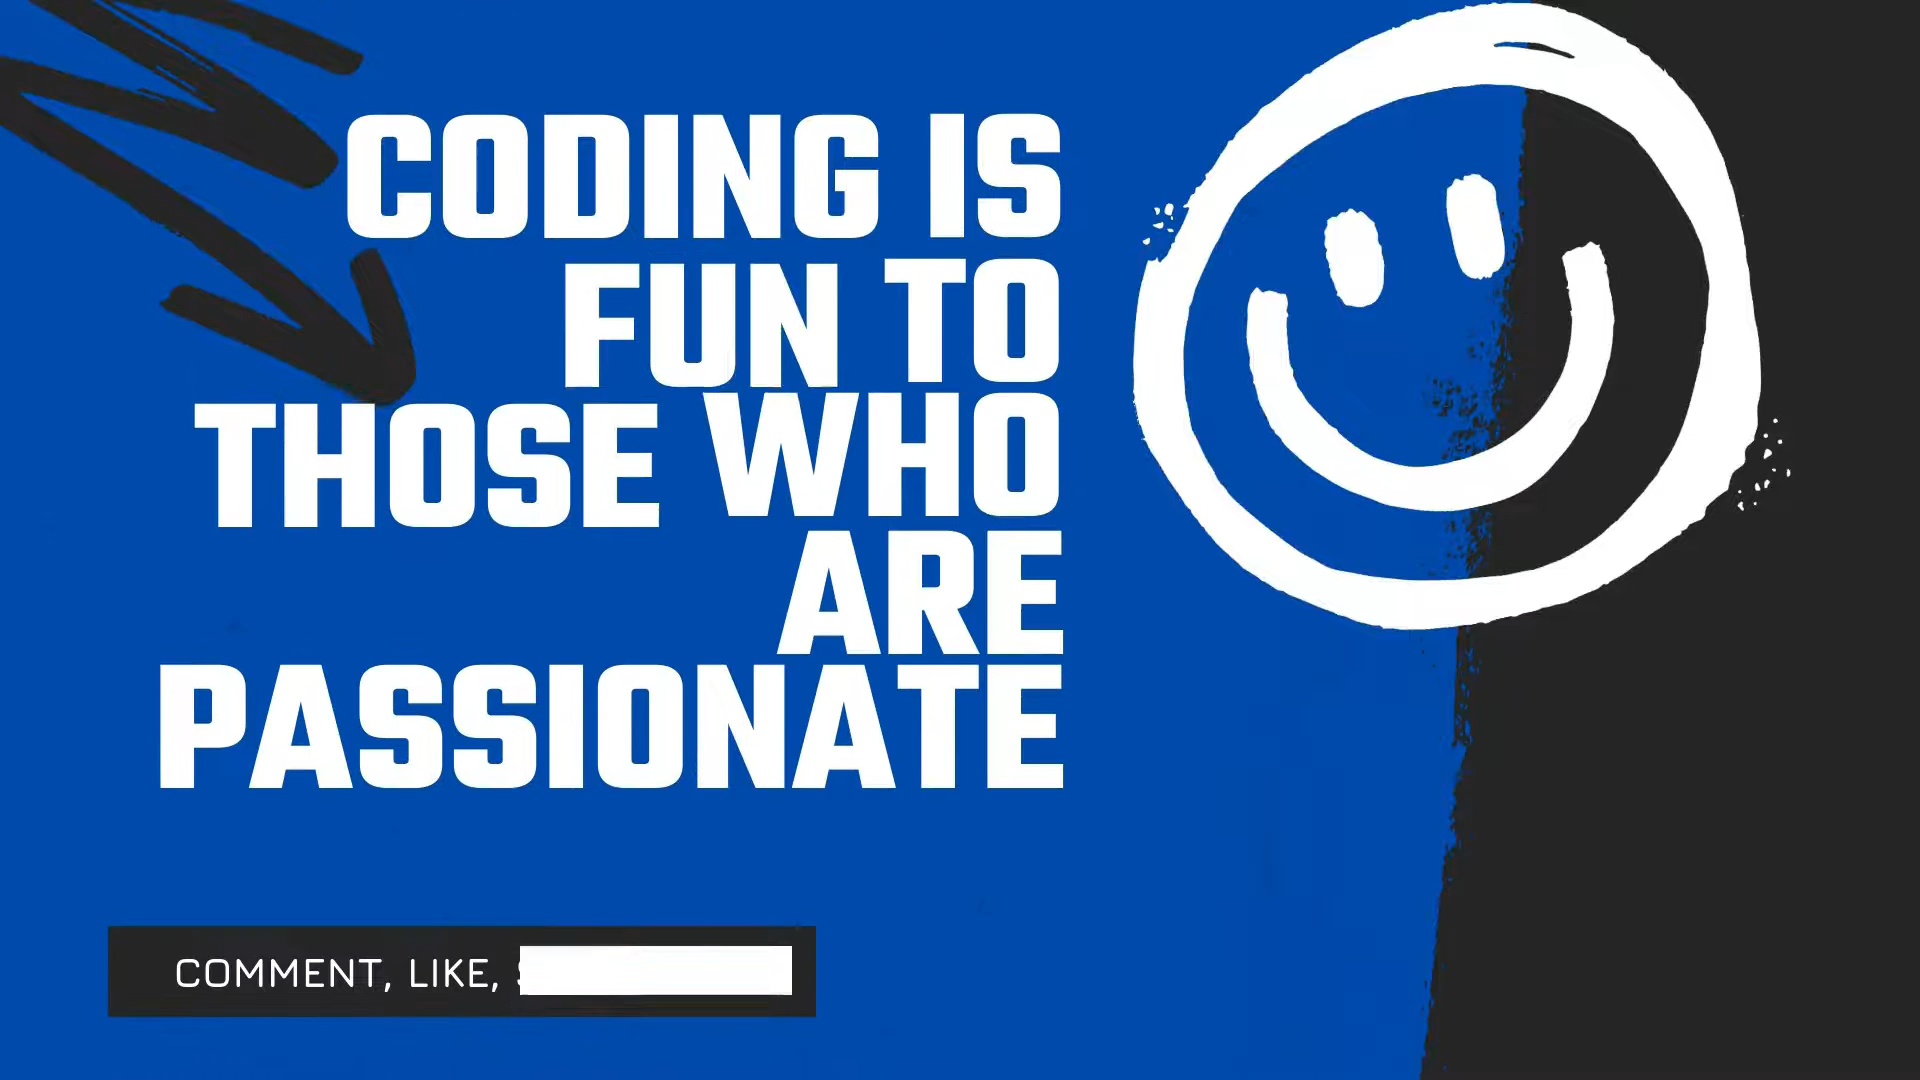 CODING IS
FUN TO
THOSE WHO
ARE
PASSIONATE
COMMENT, LIKE,